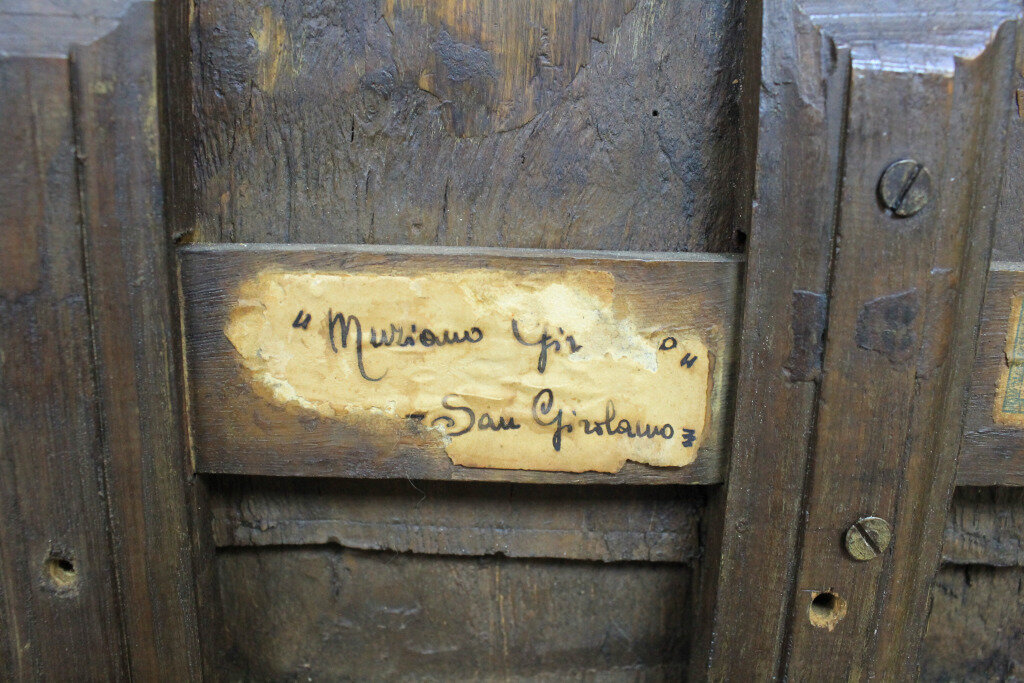 "Muziano Gir o"
- San Girolamo =